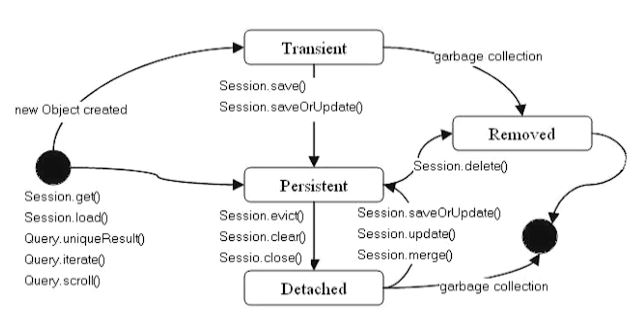 Transient
garbage collection
Session.save()
Session.saveOrUpdate()
new Object created
Removed
Session.delete()
Persistent
Session.get()
Session.load()
Query.uniqueResult()
Query.iterate()
Query.scroll()
Session.evict()
Session.clear()
Sessio.close()
Session.saveOrUpdate()
Session.update()
Session.merge()
Detached
garbage collection